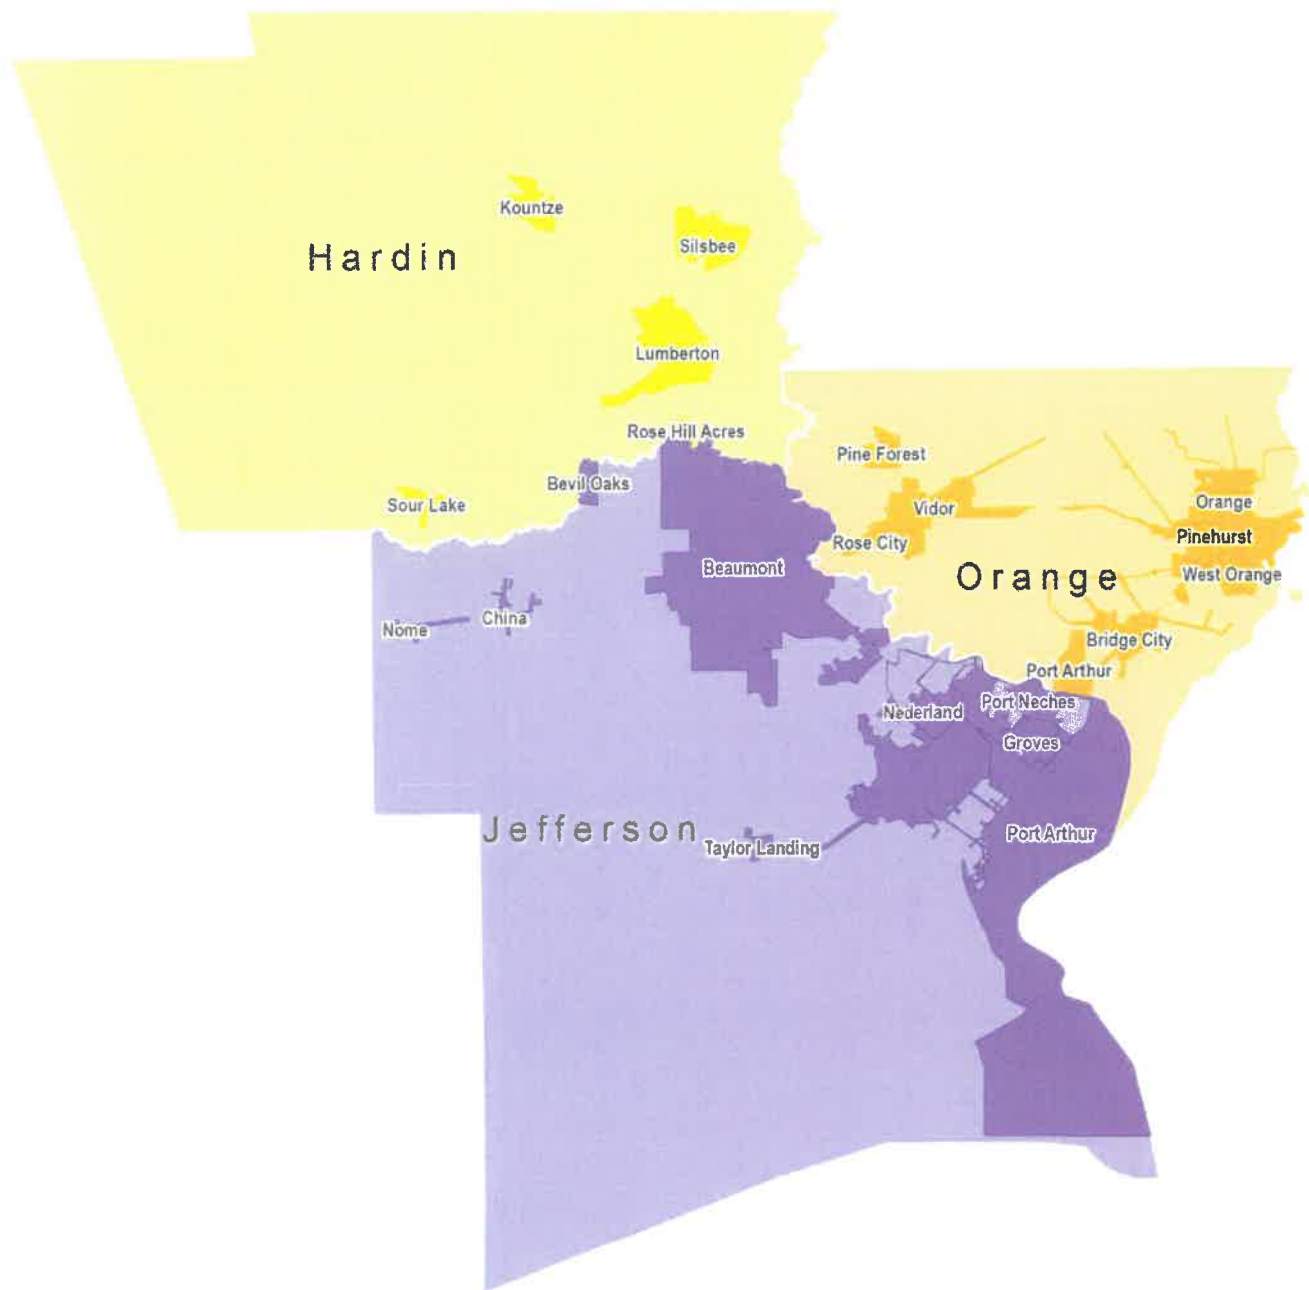 Kountze
Silsbee
Hardin
Lumberton
Rose Hill Acres
Pine Forest
Bevil Oaks
Sour Lake
Orange
Vidor
Pinehurst
Rose City
Beaumont
West Orange
Orange
China
Nome
Bridge City
Port Arthur
Port Neches
Nederland
Groves
Jefferson
Port Arthur
Taylor Landing